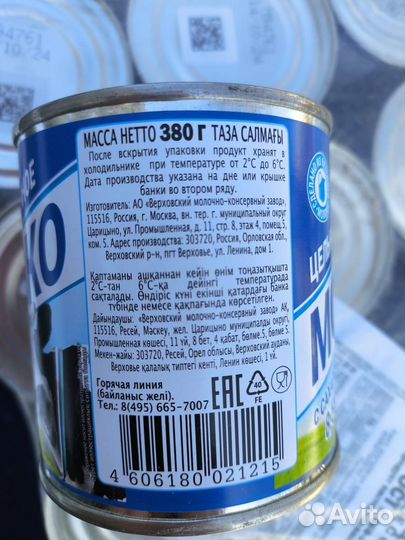 94761
10 24
МАССА НЕТТО 380 Г ТАЗА САЛМАҒЫ
После вскрытия упаковки продукт хранят в
холодильнике при температуре от 2°С до 6°С.
Дата производства указана на дне или крышке
банки во втором ряду.
Изготовитель: АО «Верховский молочно-консервный завод»,
115516, Россия, г. Москва, вн. тер. г. муниципальный округ
Царицыно, ул. Промышленная, д. 11, стр. 8, этаж 4, помещ.5,
ком. 5. Адрес производства: 303720, Россия, Орловская обл.,
Верховский р-н, пгт Верховье, ул. Ленина, дом 1.
Қаптаманы ашқаннан кейін өнім тоңазытқышта
2°С-тан 6°С-қа дейінгі температурада
сақталады. Өндіріс күні екінші қатардағы банка
түбінде немесе қақпағында көрсетілген.
Дайындаушы: «Верховский молочно-консервный завод» АҚ,
115516, Ресей, Мәскеу, жел. Царицыно муниципалды округі,
Промышленная көшесі, 11 үй, 8 бет, 4 қабат, бөлме.5, бөлме 5.
Мекен-жайы: 303720, Ресей, Орел облысы, Верховский ауданы,
Верховье қалалық типтегі кенті, Ленин көшесі, 1 үй.
Горячая линия
(байланыс желі).
Тел.: 8(495) 665-7007
EAC
40
FE
4 606180 021215
КО
ЦЕЛЬ
М
С САХ
Avito